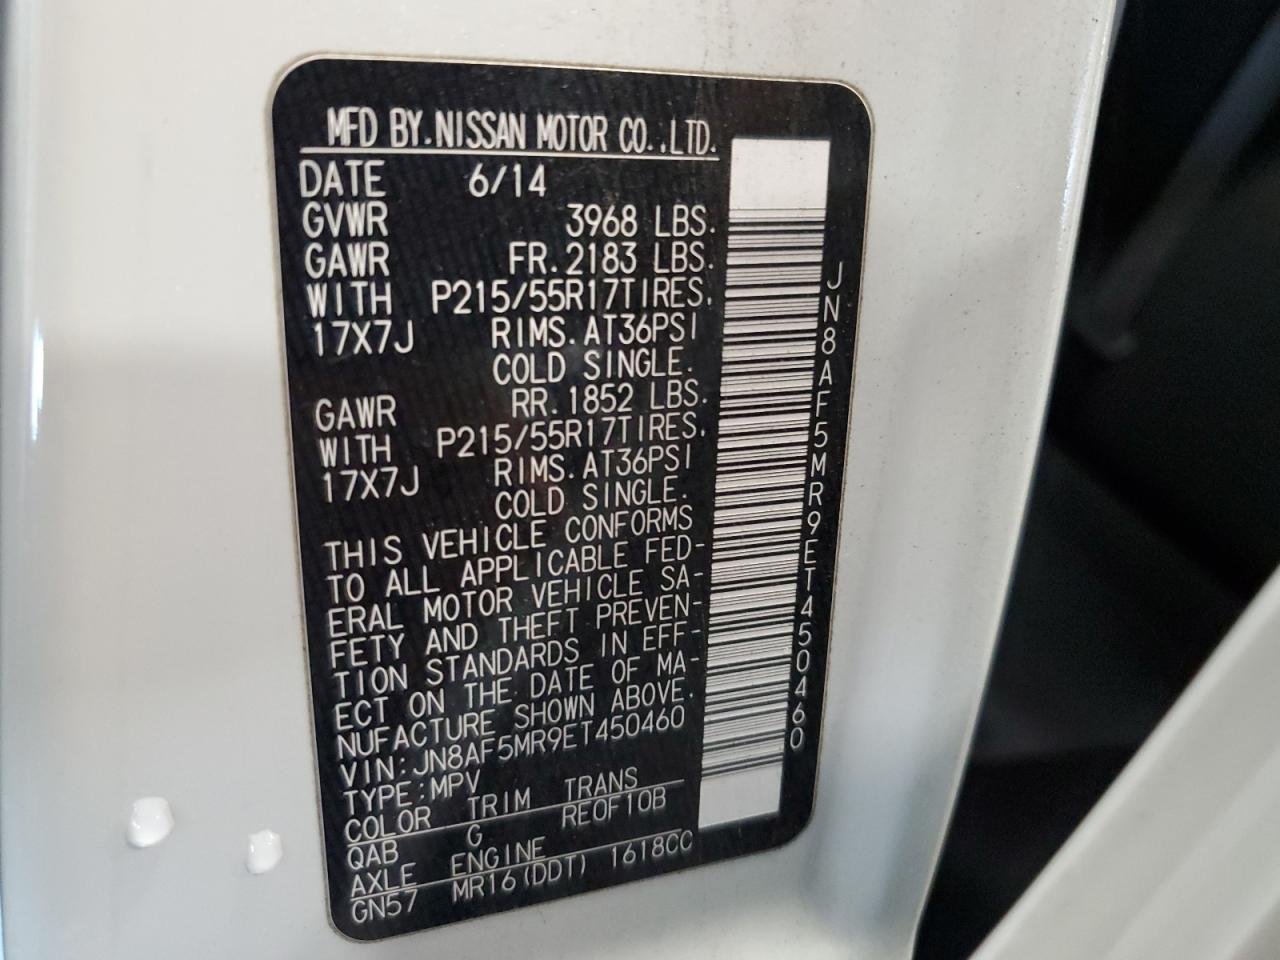 MFD BY.NISSAN MOTOR CO.,LTD.
DATE 6/14
GVWR 3968 LBS.
GAWR FR.2183 LBS.
WITH P215/55R17TIRES.
17X7J RIMS.AT36PSI
COLD SINGLE.
GAWR RR.1852 LBS.
WITH P215/55R17TIRES.
17X7J RIMS.AT36PSI
COLD SINGLE.
THIS VEHICLE CONFORMS
TO ALL APPLICABLE FED-
ERAL MOTOR VEHICLE SA-
FETY AND THEFT PREVEN-
TION STANDARDS IN EFF-
ECT ON THE DATE OF MA-
NUFACTURE SHOWN ABOVE.
VIN:JN8AF5MR9ET450460
TYPE:MPV
COLOR TRIM TRANS
QAB G RE0F10B
AXLE ENGINE
GN57 MR16(DDT) 1618CC
JN8AF5MR9ET450460